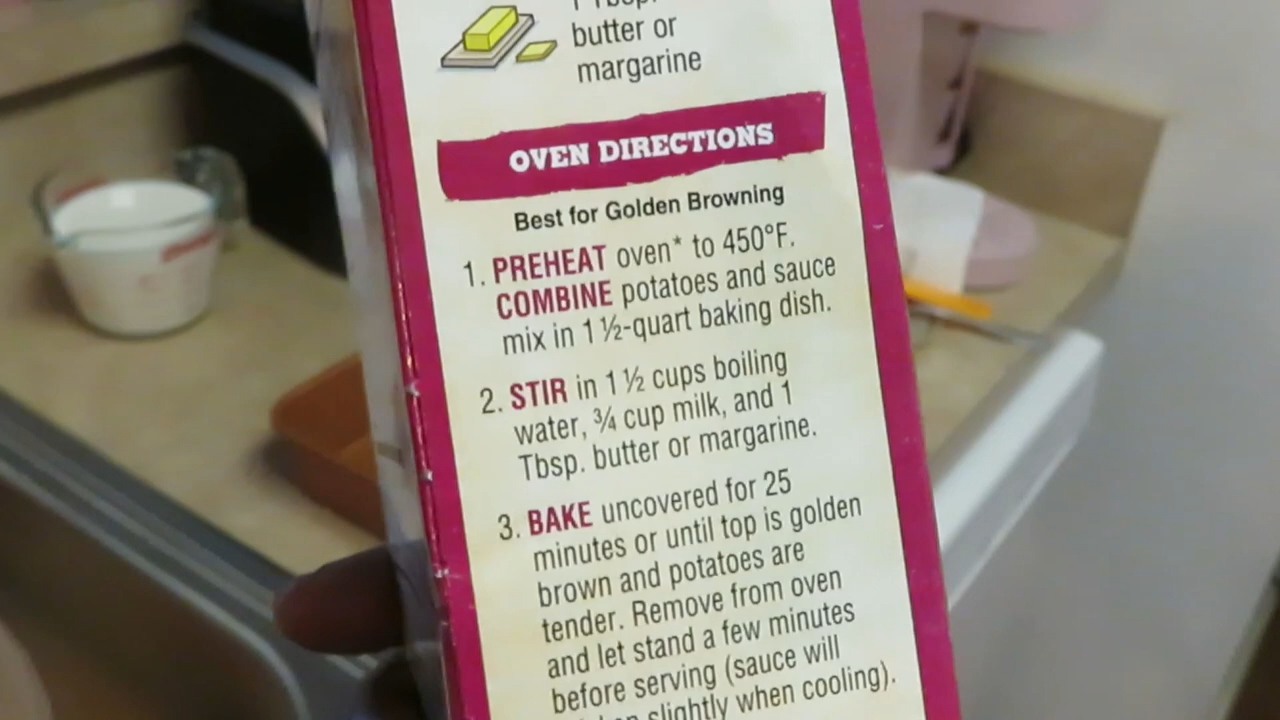 butter or
margarine
OVEN DIRECTIONS
Best for Golden Browning
1. PREHEAT oven* to 450°F.
COMBINE potatoes and sauce
mix in 1 ½-quart baking dish.
2. STIR in 1 ½ cups boiling
water, ¾ cup milk, and 1
Tbsp. butter or margarine.
3. BAKE uncovered for 25
minutes or until top is golden
brown and potatoes are
tender. Remove from oven
and let stand a few minutes
before serving (sauce will
slightly when cooling).